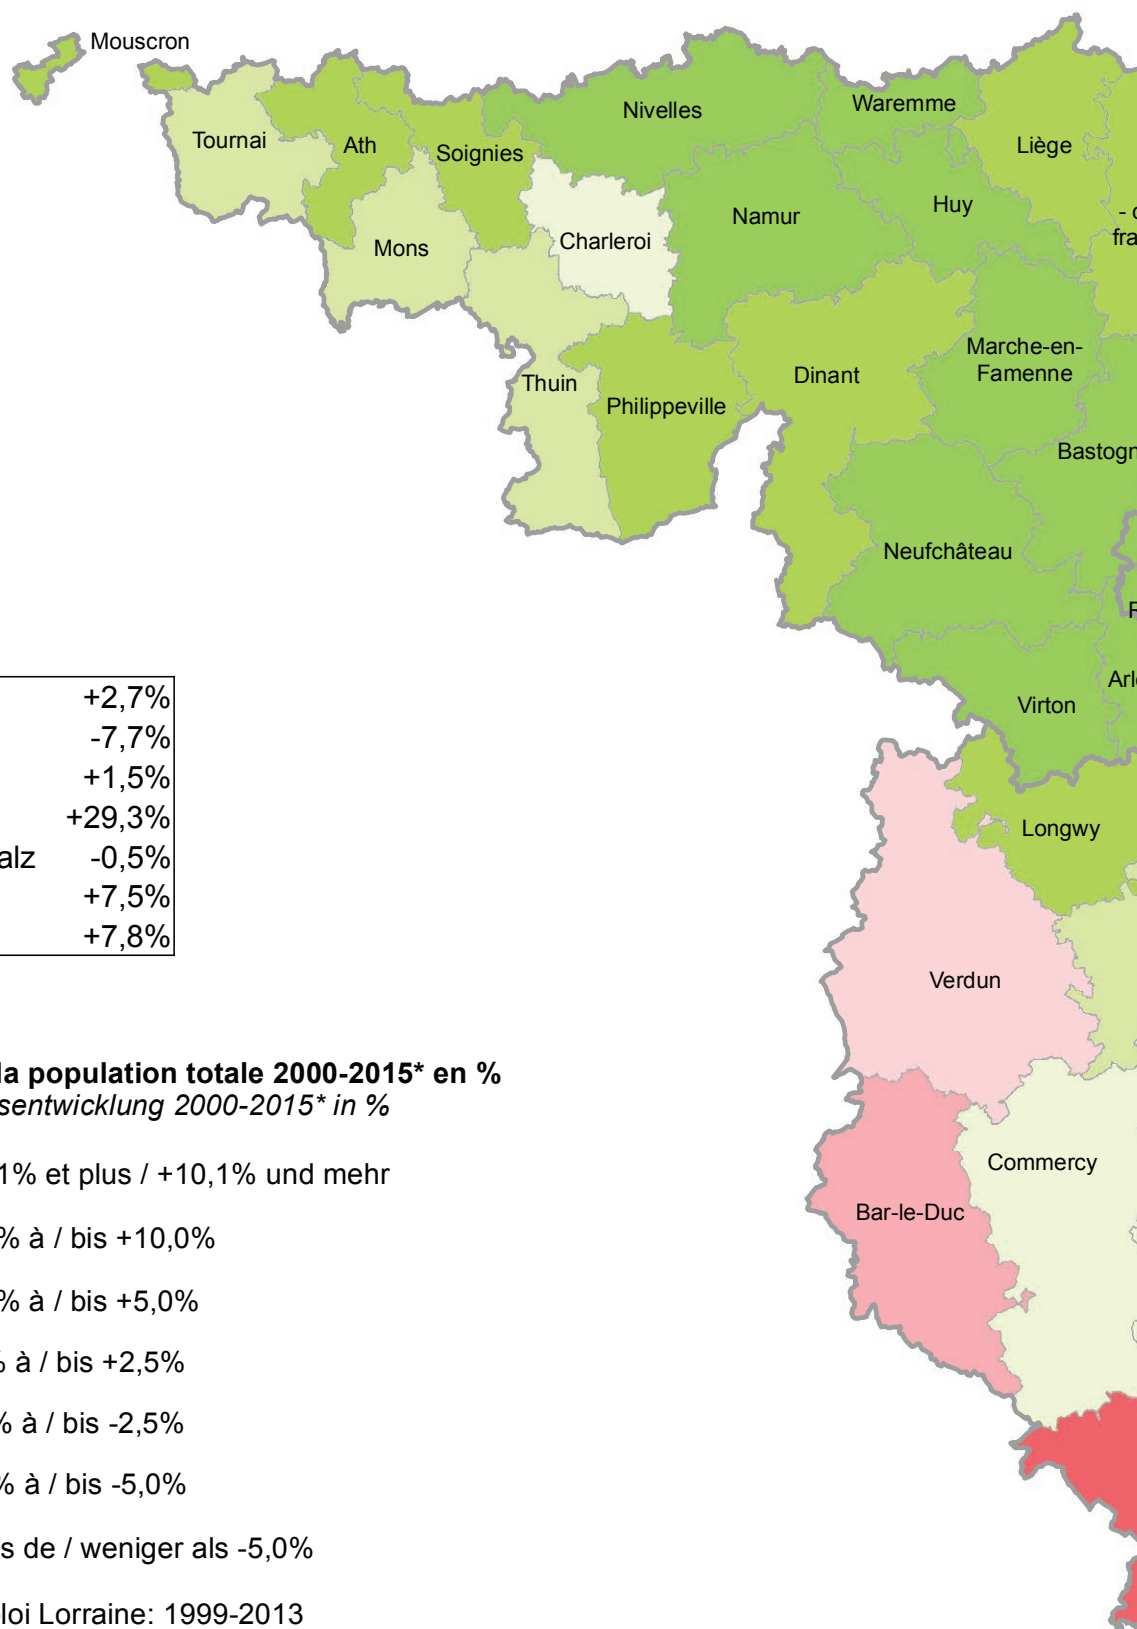 Mouscron
Nivelles
Waremme
Tournai
Ath
Soignies
Liège
Huy
Namur
Charleroi
Mons
Marche-en-
Famenne
Dinant
Thuin
Philippeville
Bastogn
Neufchâteau
Virton
Longwy
Verdun
Commercy
Bar-le-Duc
+2,7%
-7,7%
+1,5%
+29,3%
alz -0,5%
+7,5%
+7,8%
la population totale 2000-2015* en %
sentwicklung 2000-2015* in %
1% et plus / +10,1% und mehr
% à / bis +10,0%
% à / bis +5,0%
% à / bis +2,5%
% à / bis -2,5%
% à / bis -5,0%
s de / weniger als -5,0%
loi Lorraine: 1999-2013